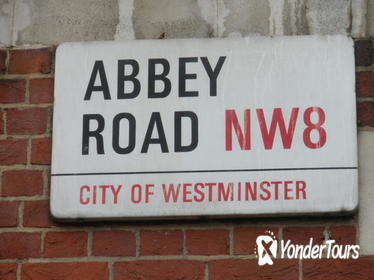 ABBEY
ROAD NW8
CITY OF WESTMINSTER
YonderTours